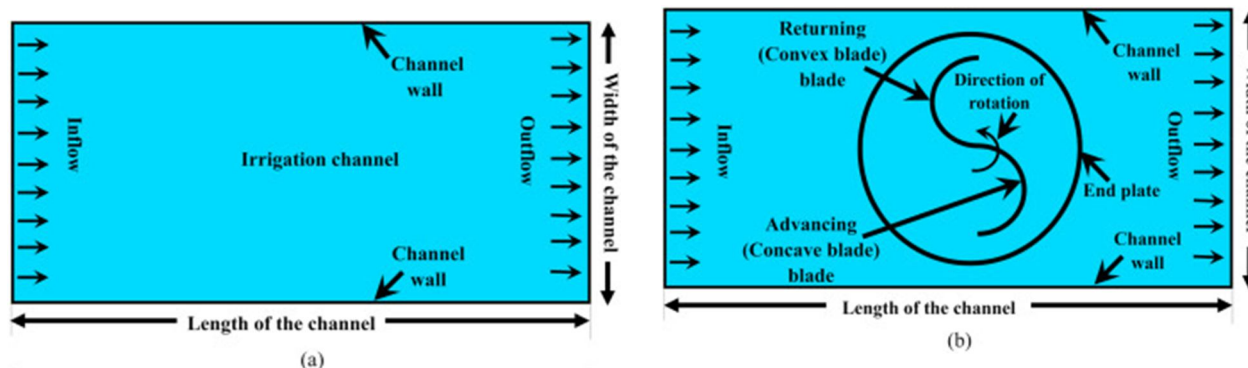 Channel
wall
Inflow
Irrigation channel
Outflow
Width of the channel
Channel
wall
Length of the channel
(a)
Returning
(Convex blade)
blade
Direction of
rotation
Channel
wall
Inflow
Outflow
End plate
Advancing
(Concave blade)
blade
Channel
wall
Length of the channel
(b)